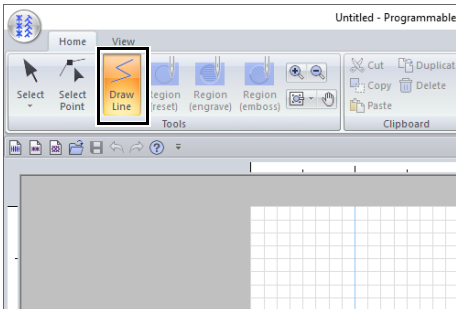 Untitled - Programmable
Home View
Select
Select Point
Draw Line
Region (reset)
Region (engrave)
Region (emboss)
Tools
Cut
Duplicat
Copy
Delete
Paste
Clipboard